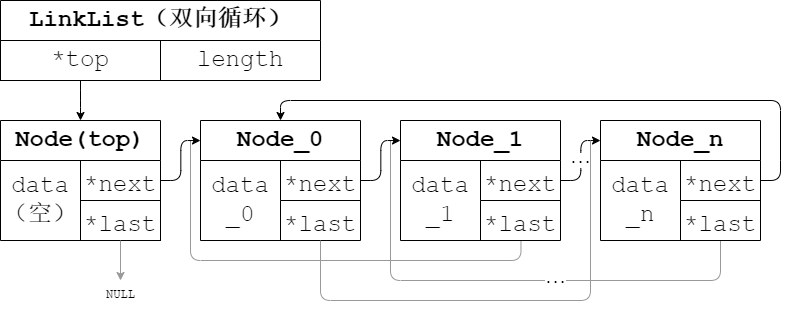 LinkList（双向循环）
*top length
Node(top) Node_0 Node_1 Node_n
data
（空） *next *last
data
_0 *next *last
data
_1 *next *last
data
_n *next *last
...
...
NULL